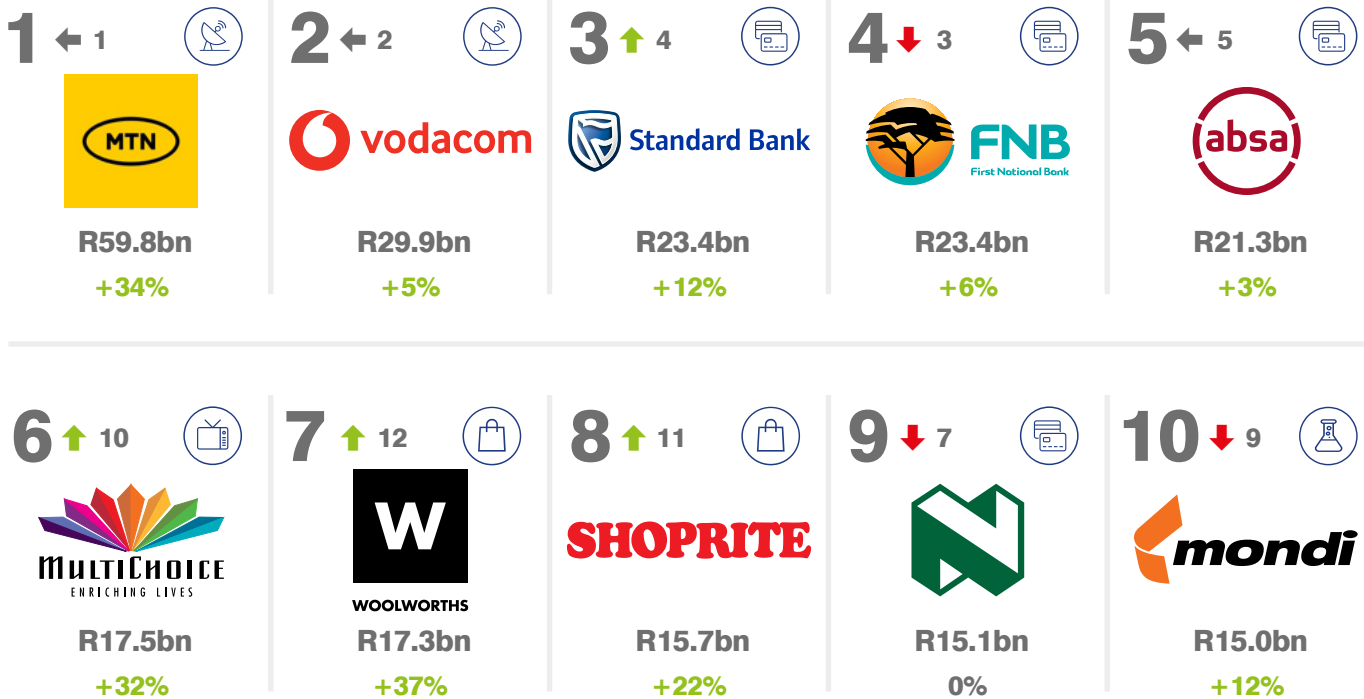 1 1
MTN
R59.8bn
+34%
2 2
vodacom
R29.9bn
+5%
3 4
Standard Bank
R23.4bn
+12%
4 3
FNB
First National Bank
R23.4bn
+6%
5 5
absa
R21.3bn
+3%
6 10
MULTICHOICE
ENRICHING LIVES
R17.5bn
+32%
7 12
W
WOOLWORTHS
R17.3bn
+37%
8 11
SHOPRITE
R15.7bn
+22%
9 7
N
R15.1bn
0%
10 9
mondi
R15.0bn
+12%